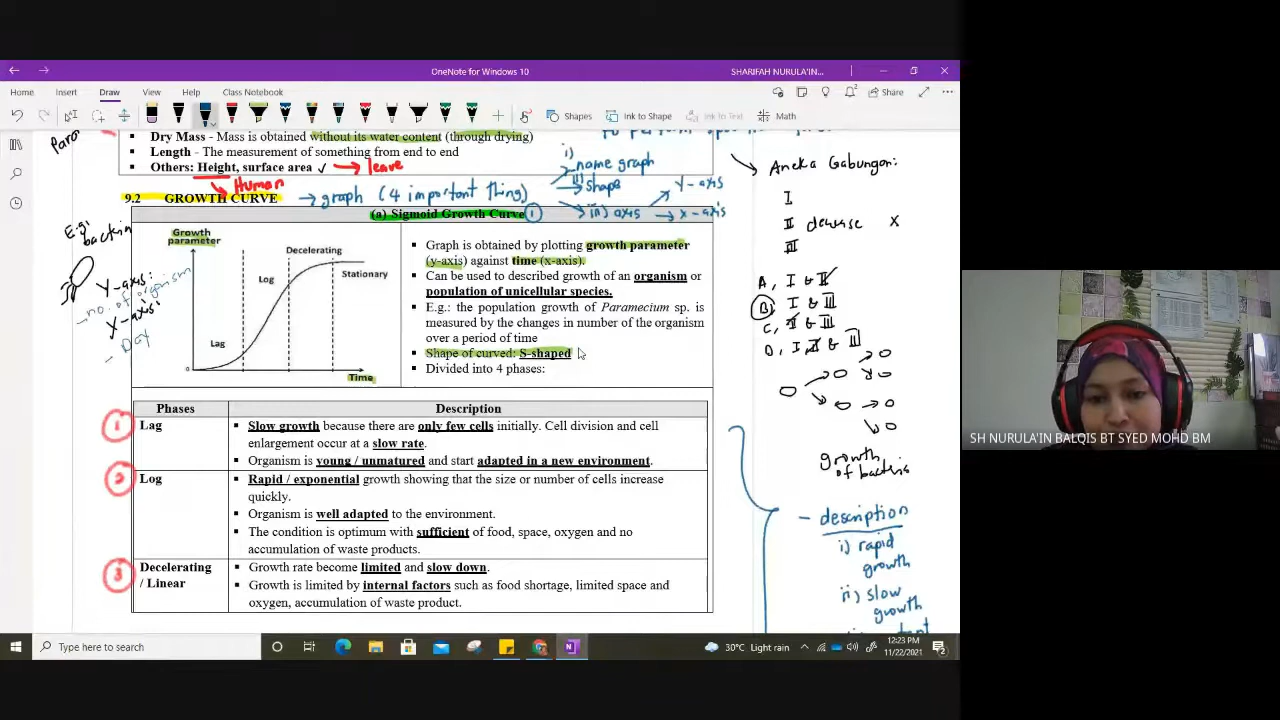 OneNote for Windows 10
SHARIFAH NURULA'IN...
Home Insert Draw View Help Class Notebook
Share
Shapes Ink to Shape Ink to Text Math
Dry Mass - Mass is obtained without its water content (through drying)
Length - The measurement of something from end to end
Others: Height, surface area ✓ → leave
Human
9.2 GROWTH CURVE → graph (4 important thing)
i) name graph
ii) shape
iii) axis
Y-axis
x-axis
(a) Sigmoid Growth Curve 1
E.g: bacteria
Y-axis:
- no. of organism
X-axis:
- Day
Growth parameter
Lag
Log
Decelerating
Stationary
0
Time
Graph is obtained by plotting growth parameter
(y-axis) against time (x-axis).
Can be used to described growth of an organism or
population of unicellular species.
E.g.: the population growth of Paramecium sp. is
measured by the changes in number of the organism
over a period of time
Shape of curved: S-shaped
Divided into 4 phases:
Phases Description
1 Lag
Slow growth because there are only few cells initially. Cell division and cell
enlargement occur at a slow rate.
Organism is young / unmatured and start adapted in a new environment.
2 Log
Rapid / exponential growth showing that the size or number of cells increase
quickly.
Organism is well adapted to the environment.
The condition is optimum with sufficient of food, space, oxygen and no
accumulation of waste products.
3 Decelerating
/ Linear
Growth rate become limited and slow down.
Growth is limited by internal factors such as food shortage, limited space and
oxygen, accumulation of waste product.
Aneka Gabungan:
I
II decrease X
III
A, I & II
B, I & III
C, II & III
D, I, II & III
growth
of bacteria
- description
i) rapid
growth
ii) slow
growth
SH NURULA'IN BALQIS BT SYED MOHD BM
Type here to search
30°C Light rain
12:23 PM
11/22/2021